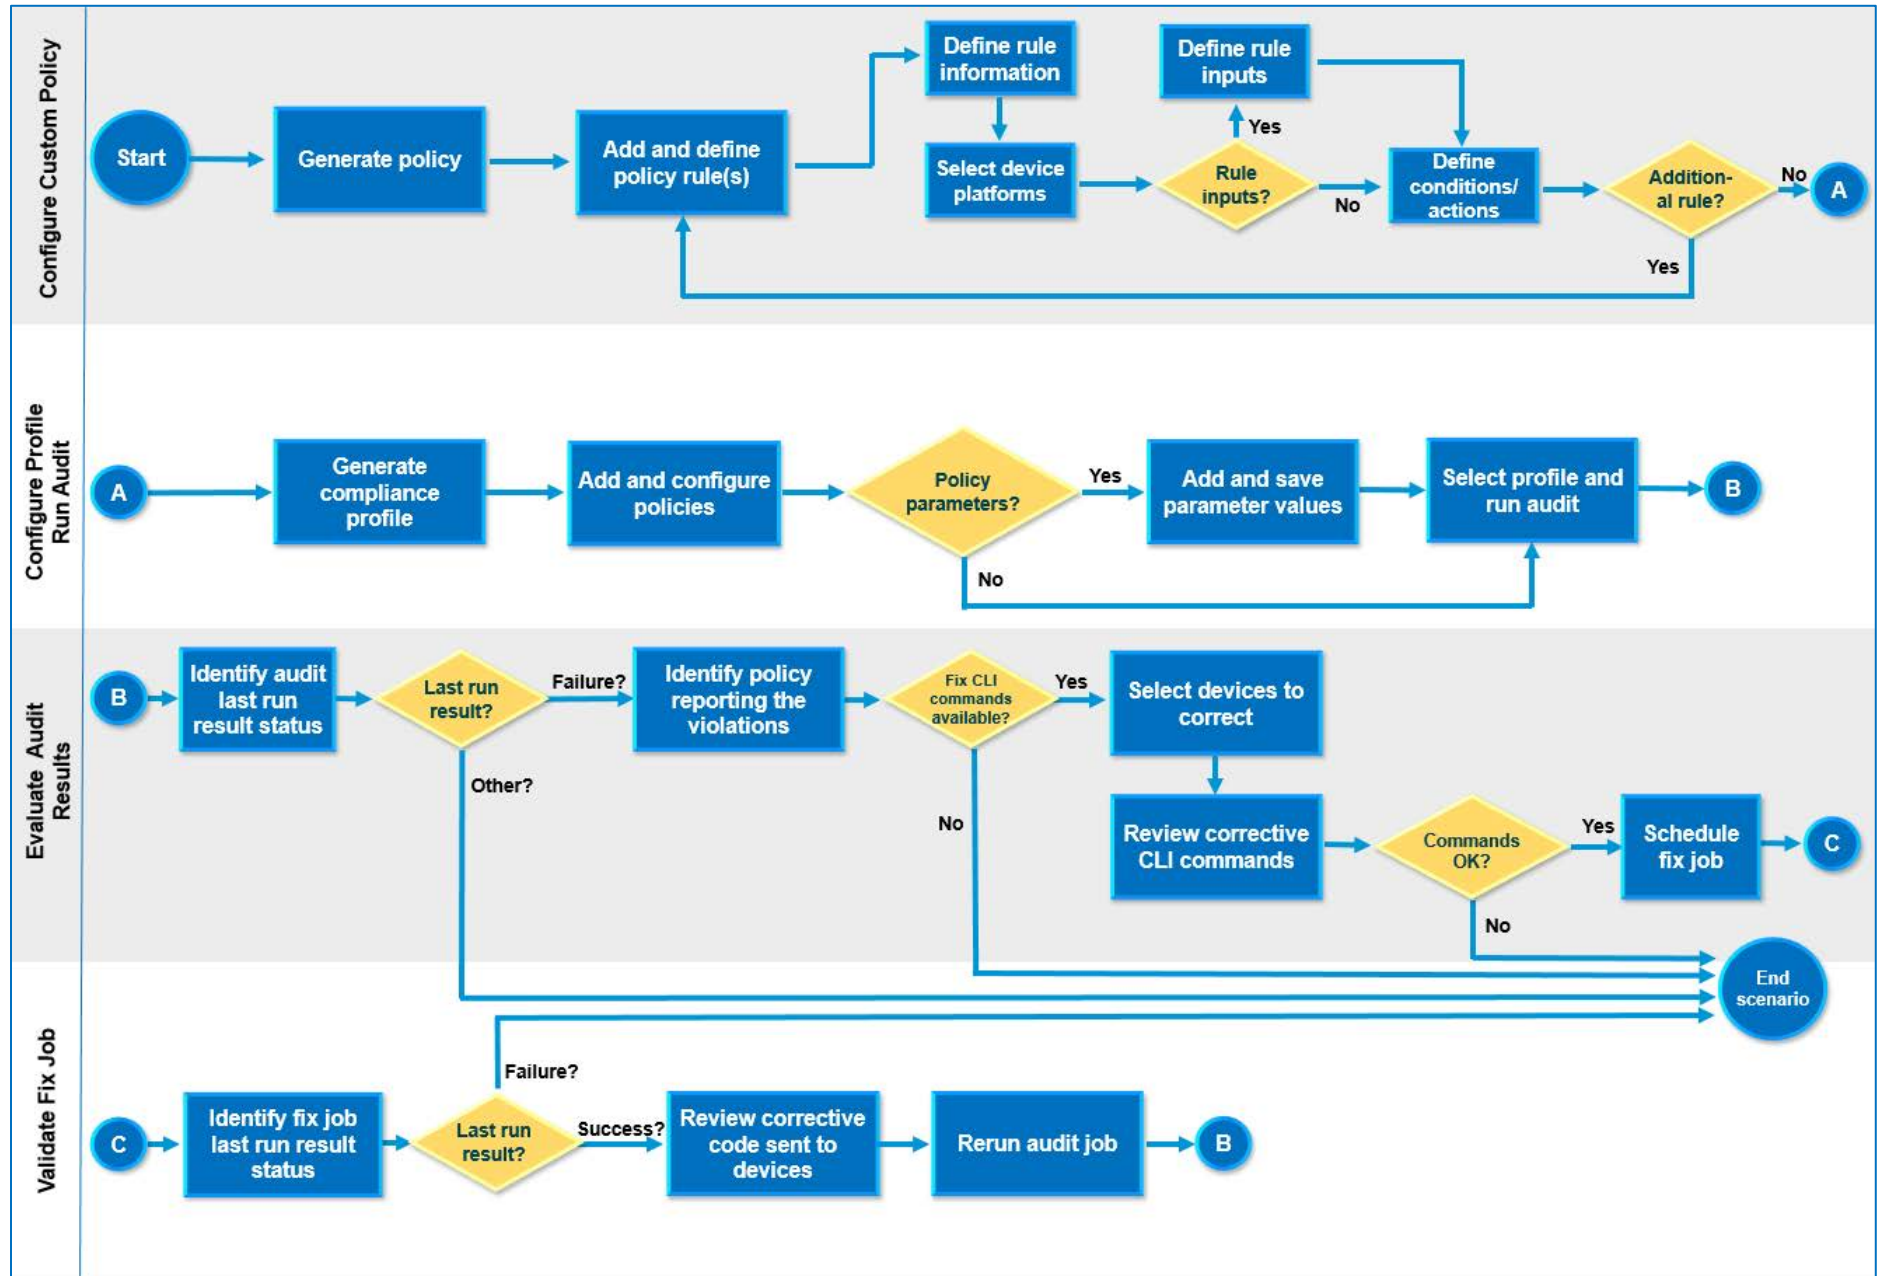 Configure Custom Policy
Start
Generate policy
Add and define
policy rule(s)
Define rule
information
Select device
platforms
Rule
inputs?
Yes
No
Define rule
inputs
Define
conditions/
actions
Addition-
al rule?
No
Yes
A
Configure Profile
Run Audit
A
Generate
compliance
profile
Add and configure
policies
Policy
parameters?
Yes
No
Add and save
parameter values
Select profile and
run audit
B
Evaluate Audit
Results
B
Identify audit
last run
result status
Last run
result?
Failure?
Other?
Identify policy
reporting the
violations
Fix CLI
commands
available?
Yes
No
Select devices to
correct
Review corrective
CLI commands
Commands
OK?
Yes
No
Schedule
fix job
C
End
scenario
Validate Fix Job
C
Identify fix job
last run result
status
Last run
result?
Failure?
Success?
Review corrective
code sent to
devices
Rerun audit job
B